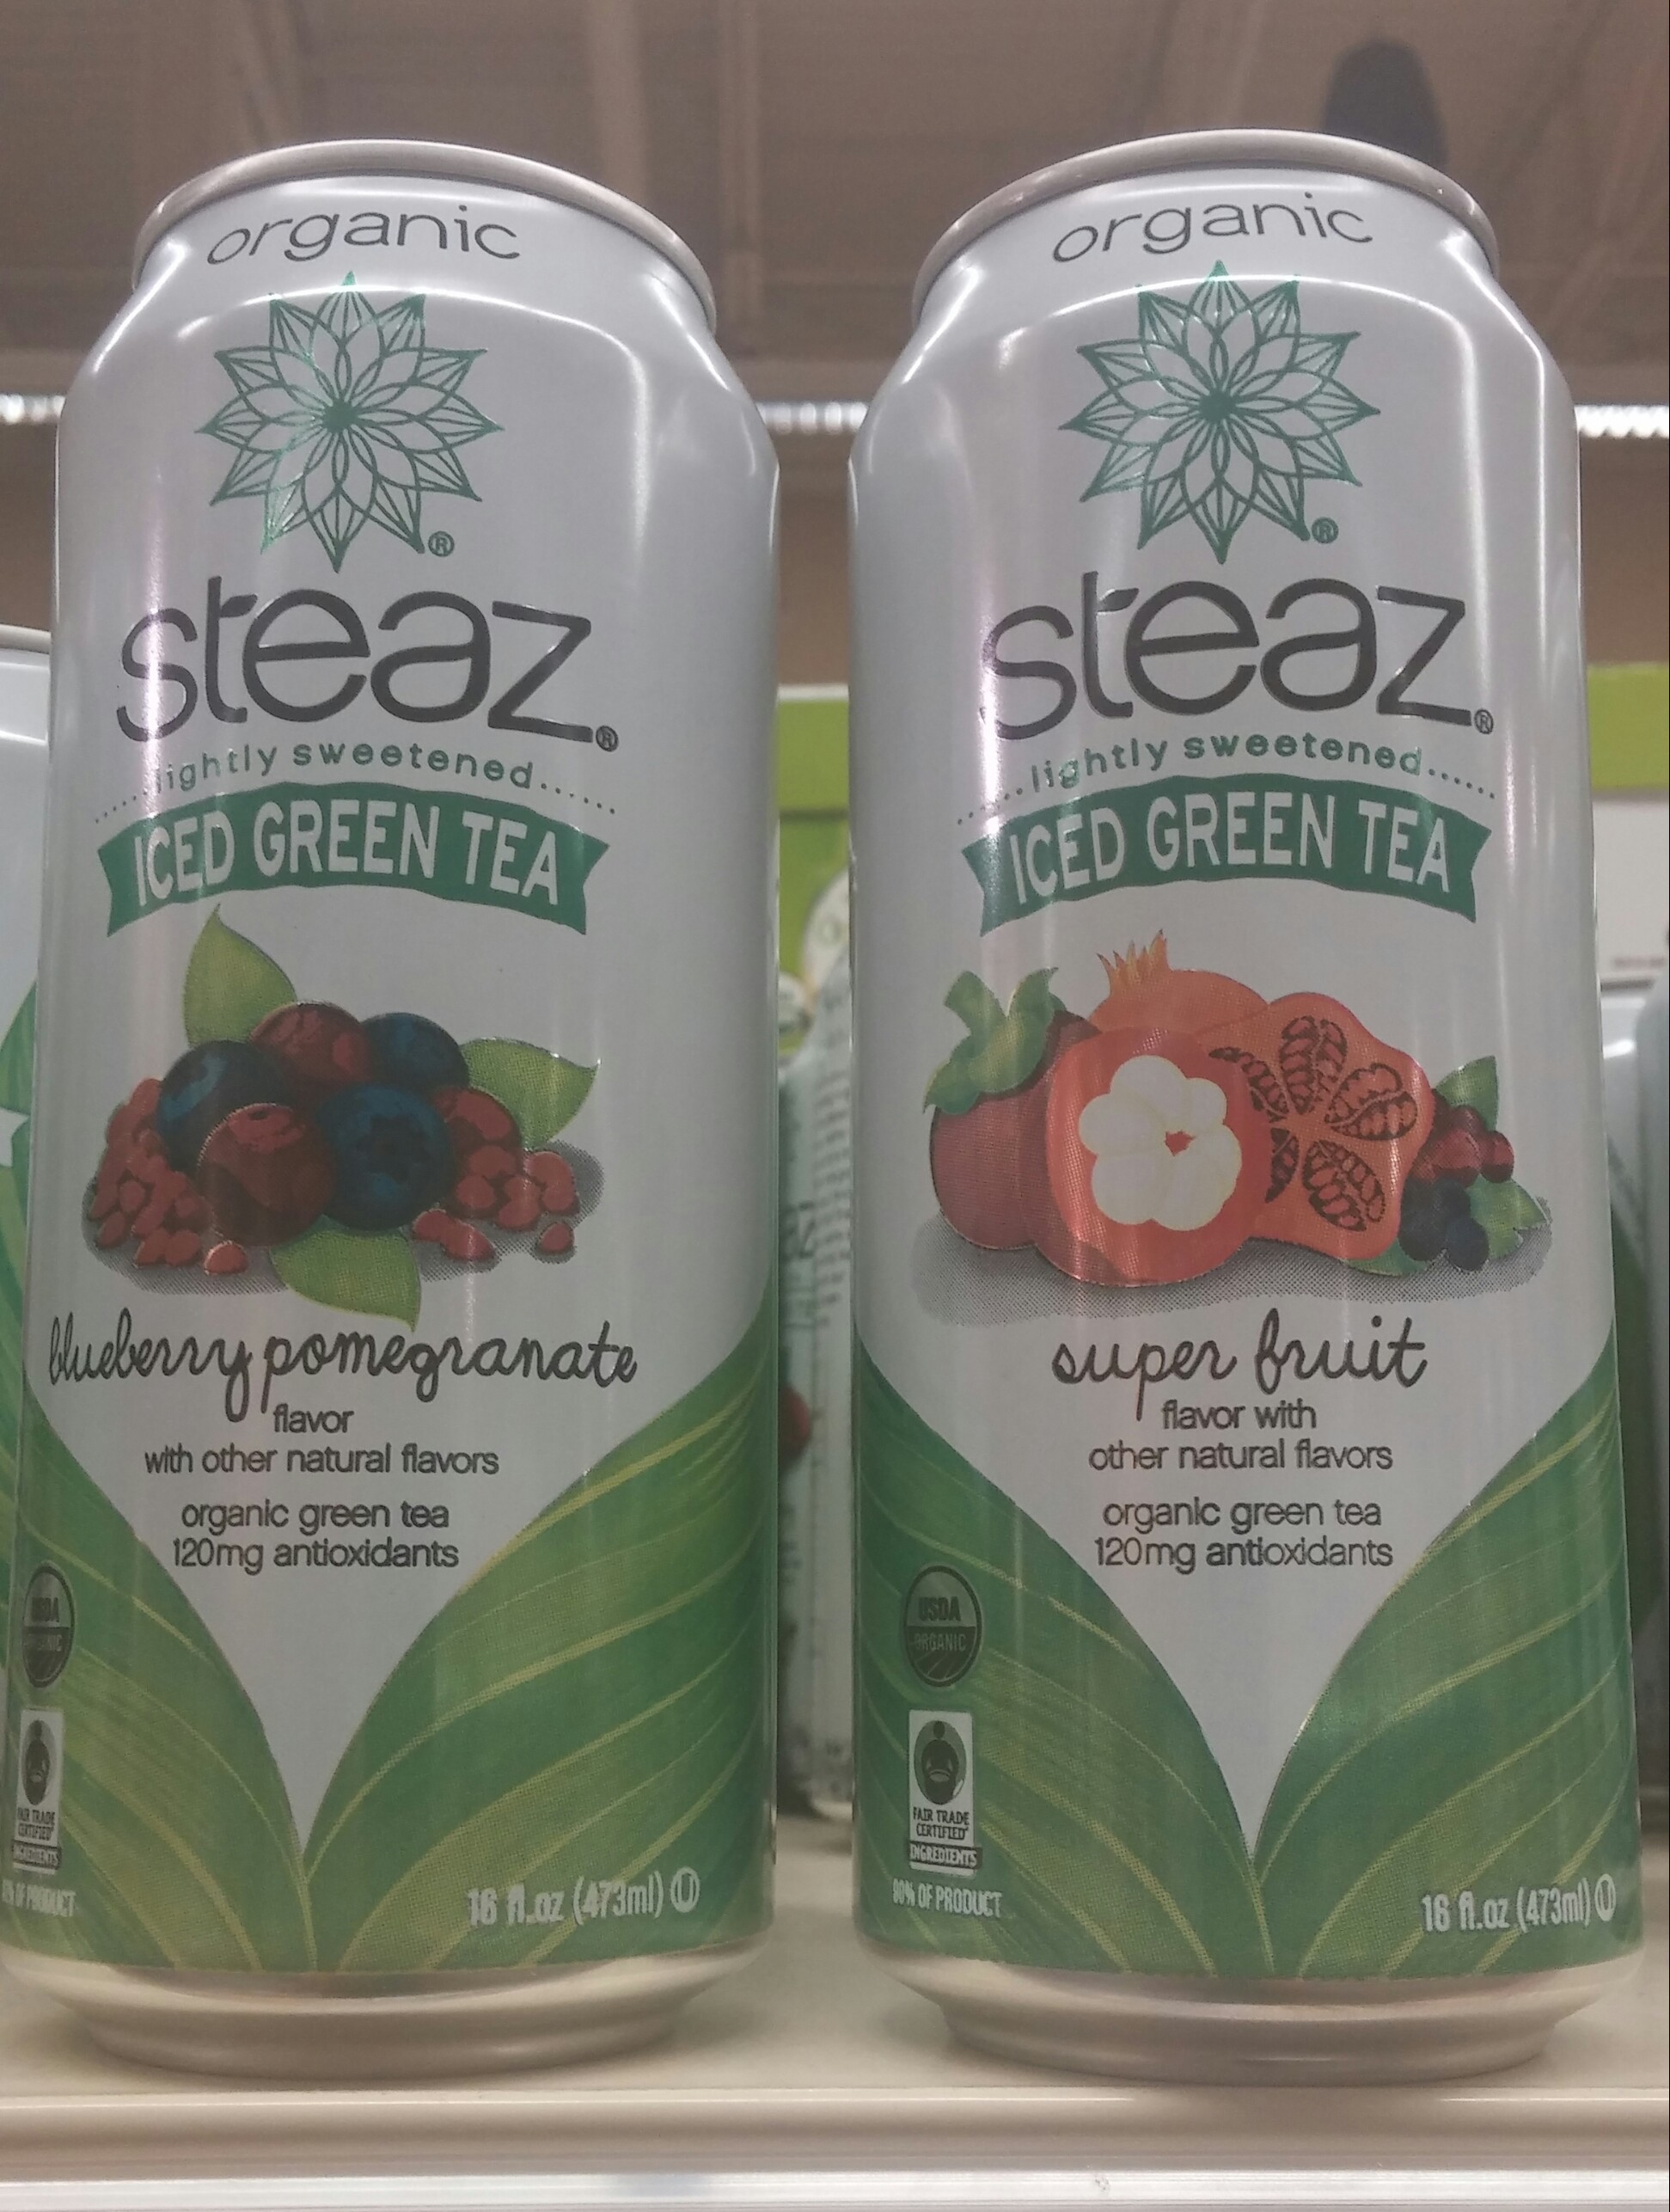 organic
®
steaz®
lightly sweetened
ICED GREEN TEA
blueberry pomegranate
flavor
with other natural flavors
organic green tea
120mg antioxidants
USDA
ORGANIC
FAIR TRADE
CERTIFIED
INGREDIENTS
OF PRODUCT
16 fl.oz (473ml) U
organic
®
steaz®
lightly sweetened
ICED GREEN TEA
super fruit
flavor with
other natural flavors
organic green tea
120mg antioxidants
USDA
ORGANIC
FAIR TRADE
CERTIFIED
INGREDIENTS
OF PRODUCT
16 fl.oz (473ml) U